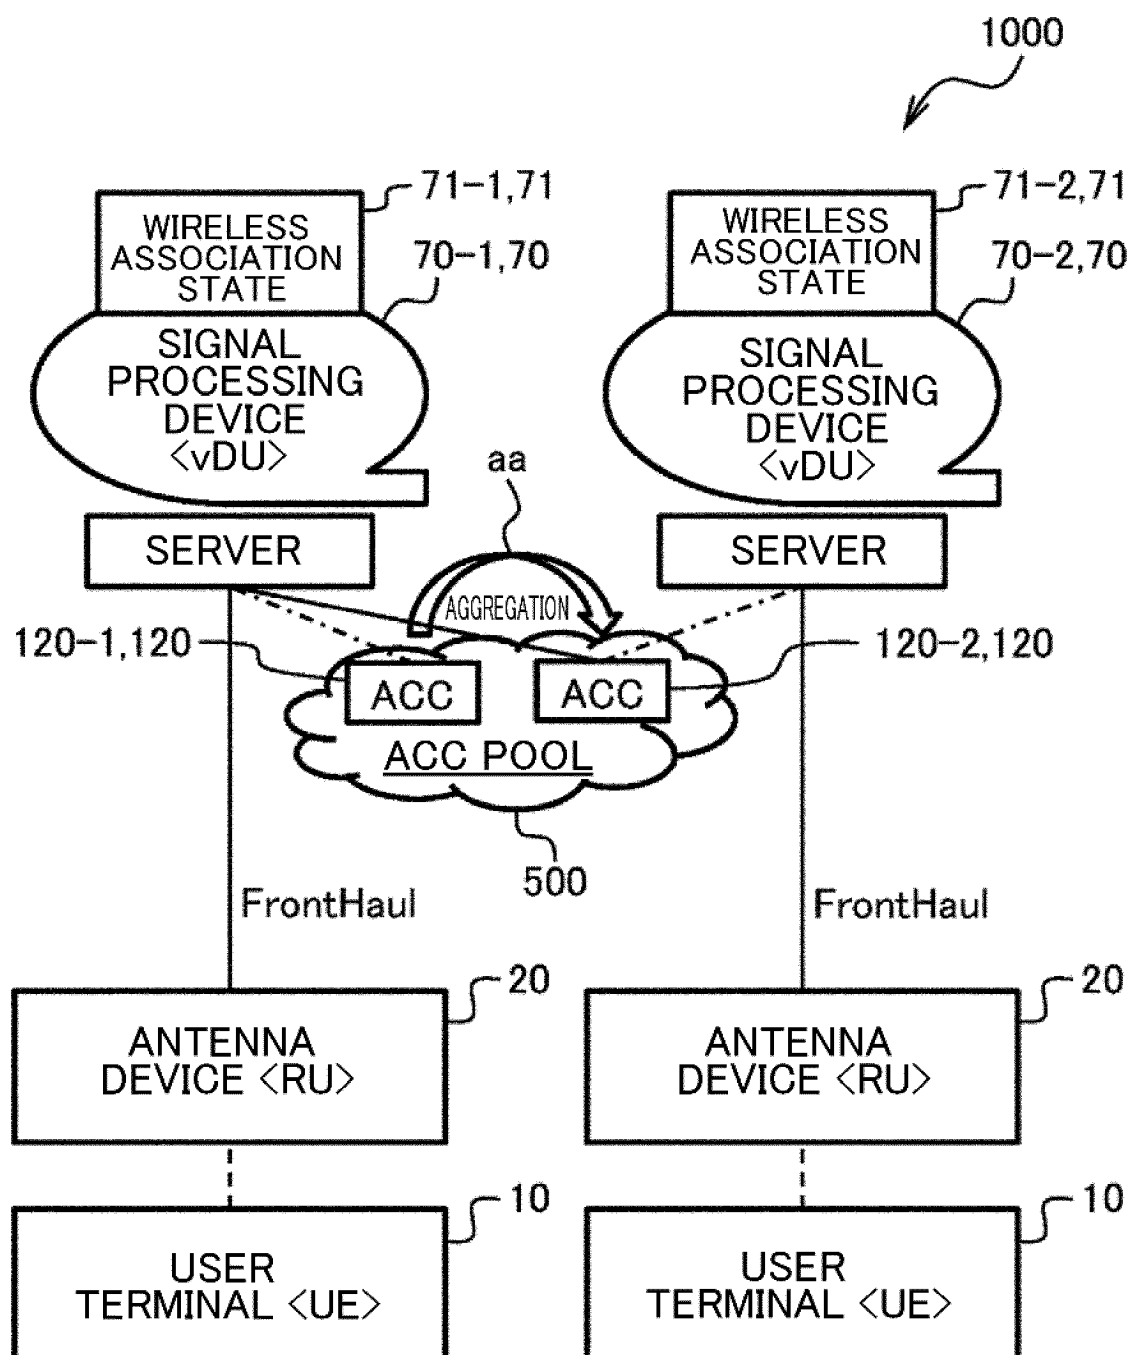 1000
71-1,71
WIRELESS
ASSOCIATION
STATE
70-1,70
SIGNAL
PROCESSING
DEVICE
<vDU>
71-2,71
WIRELESS
ASSOCIATION
STATE
70-2,70
SIGNAL
PROCESSING
DEVICE
<vDU>
aa
SERVER
SERVER
AGGREGATION
120-1,120
120-2,120
ACC
ACC
ACC POOL
500
FrontHaul
FrontHaul
20
ANTENNA
DEVICE <RU>
20
ANTENNA
DEVICE <RU>
10
USER
TERMINAL <UE>
10
USER
TERMINAL <UE>